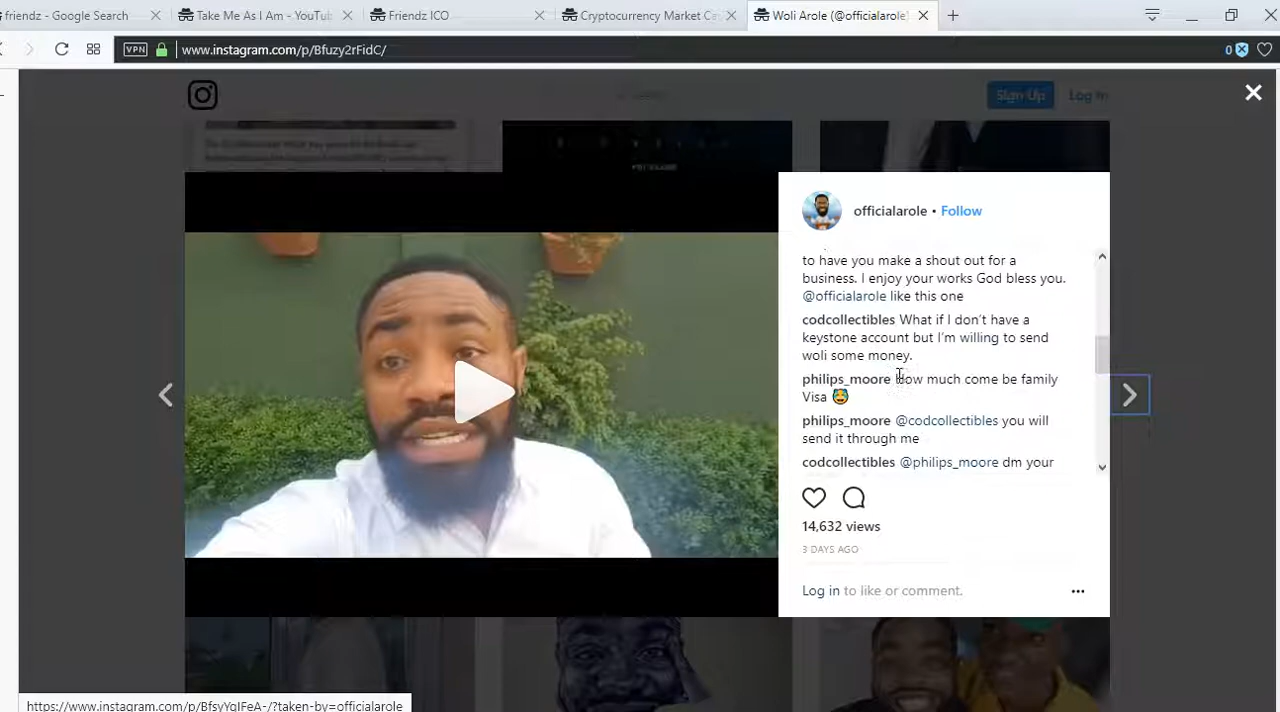 friendz - Google Search
Take Me As I Am - YouTu
Friendz ICO
Cryptocurrency Market Ca
Woli Arole (@officialarole)
VPN
www.instagram.com/p/Bfuzy2rFidC/
0
Sign Up
Log In
officialarole • Follow
to have you make a shout out for a
business. I enjoy your works God bless you.
@officialarole like this one
codcollectibles What if I don't have a
keystone account but I'm willing to send
woli some money.
philips_moore How much come be family
Visa
philips_moore @codcollectibles you will
send it through me
codcollectibles @philips_moore dm your
14,632 views
3 DAYS AGO
Log in to like or comment.
https://www.instagram.com/p/BfsyYqIFeA-/?taken-by=officialarole